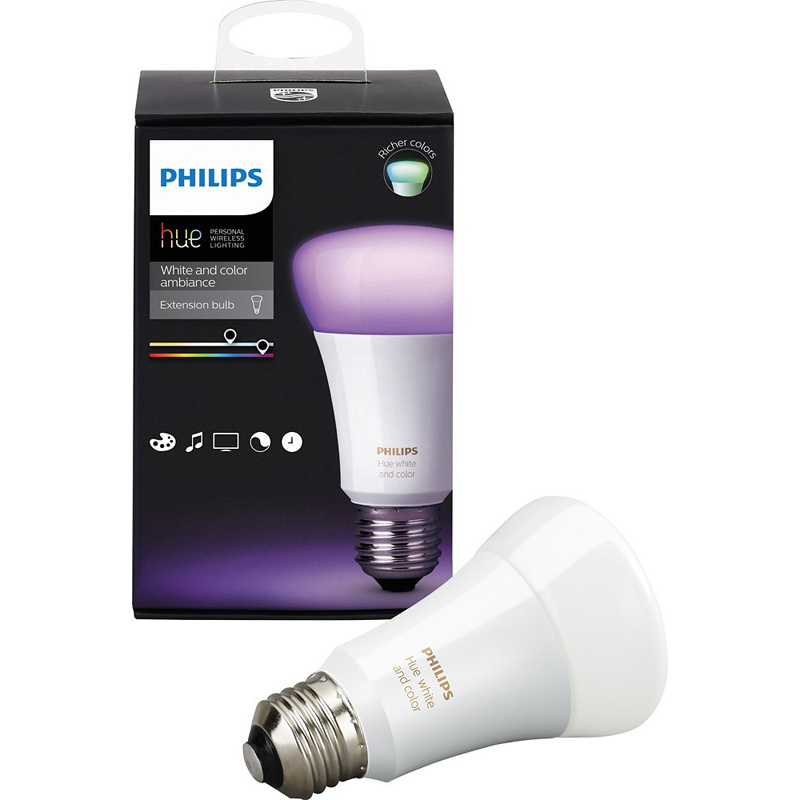 PHILIPS
hue
PERSONAL
WIRELESS
LIGHTING
White and color
ambiance
Extension bulb
Richer colors
PHILIPS
Hue white
and color
PHILIPS
Hue white
and color